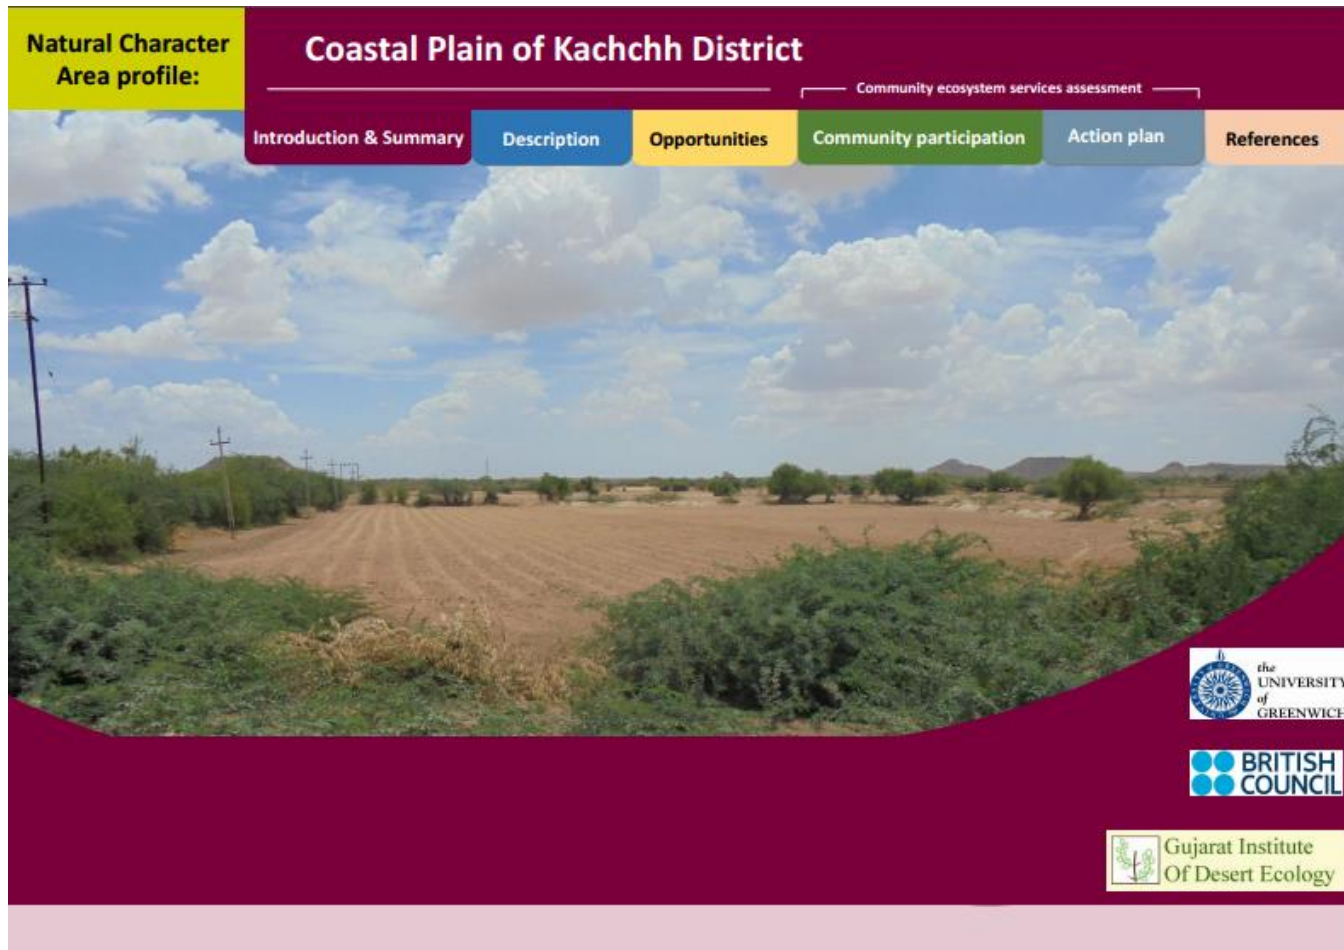 Natural Character
Area profile:
Coastal Plain of Kachchh District
Community ecosystem services assessment
Introduction & Summary
Description
Opportunities
Community participation
Action plan
References
the
UNIVERSITY
of
GREENWICH
BRITISH
COUNCIL
Gujarat Institute
Of Desert Ecology